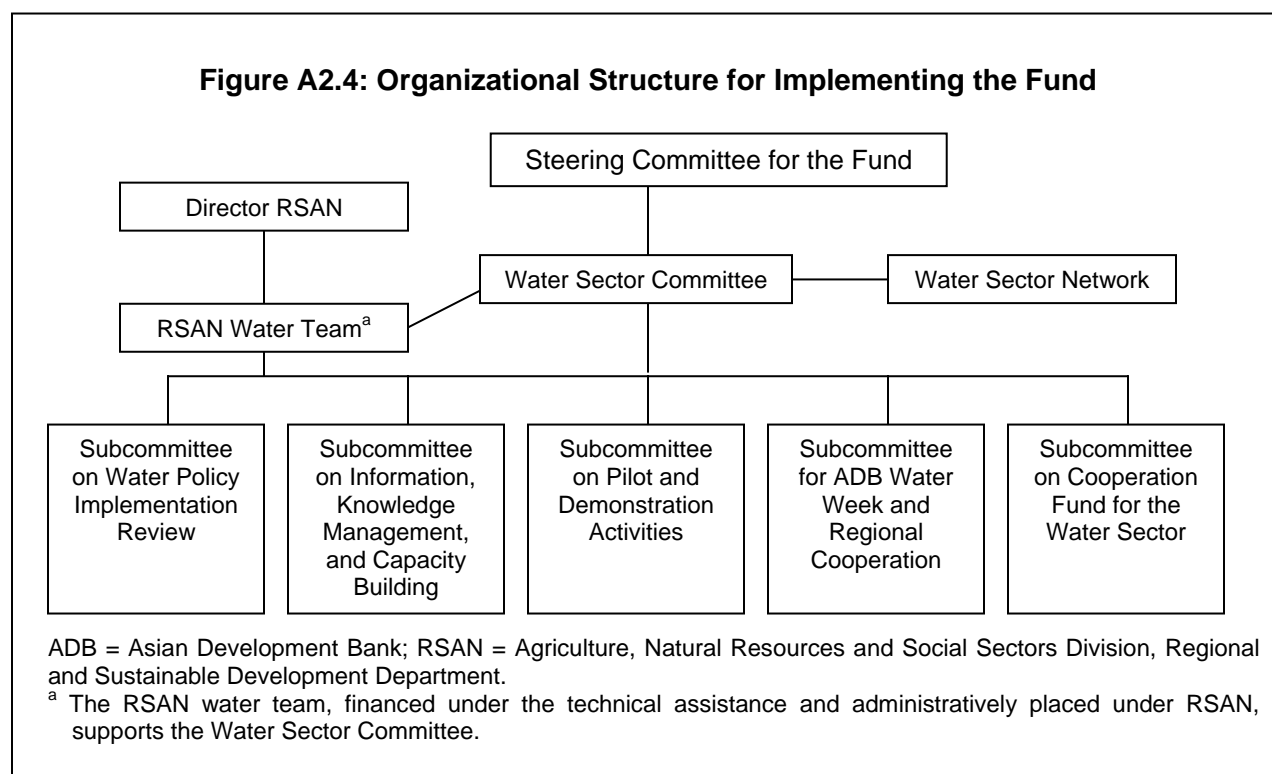 Figure A2.4: Organizational Structure for Implementing the Fund
Steering Committee for the Fund
Director RSAN
Water Sector Committee
Water Sector Network
RSAN Water Team^a
Subcommittee
on Water Policy
Implementation
Review
Subcommittee
on Information,
Knowledge
Management,
and Capacity
Building
Subcommittee
on Pilot and
Demonstration
Activities
Subcommittee
for ADB Water
Week and
Regional
Cooperation
Subcommittee
on Cooperation
Fund for the
Water Sector
ADB = Asian Development Bank; RSAN = Agriculture, Natural Resources and Social Sectors Division, Regional
and Sustainable Development Department.
^a The RSAN water team, financed under the technical assistance and administratively placed under RSAN,
supports the Water Sector Committee.